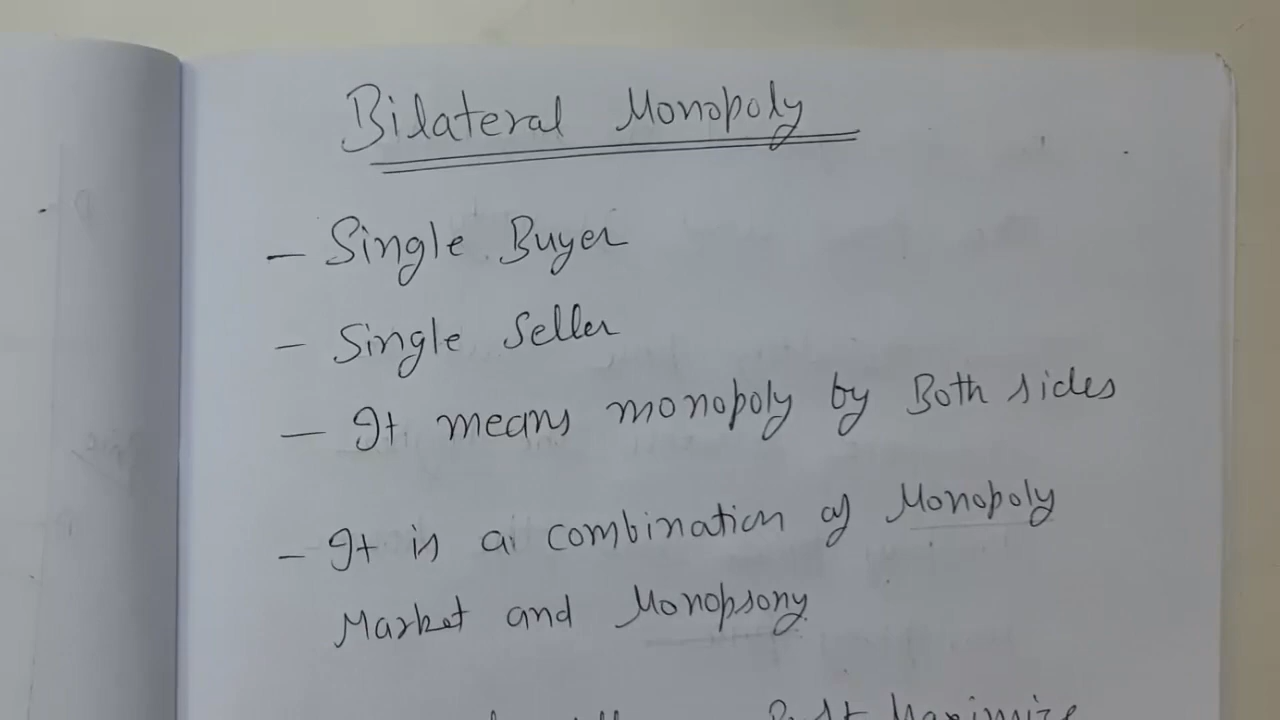 Bilateral Monopoly
- Single Buyer
- Single Seller
- It means monopoly by Both sides
- It is a combination of Monopoly
Market and Monopsony
Maximize